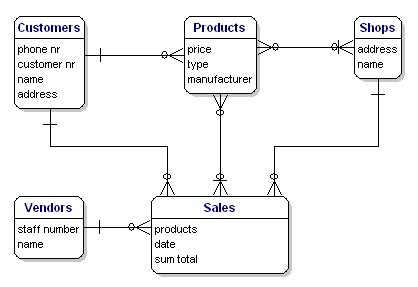 Customers
phone nr
customer nr
name
address
Products
price
type
manufacturer
Shops
address
name
Vendors
staff number
name
Sales
products
date
sum total